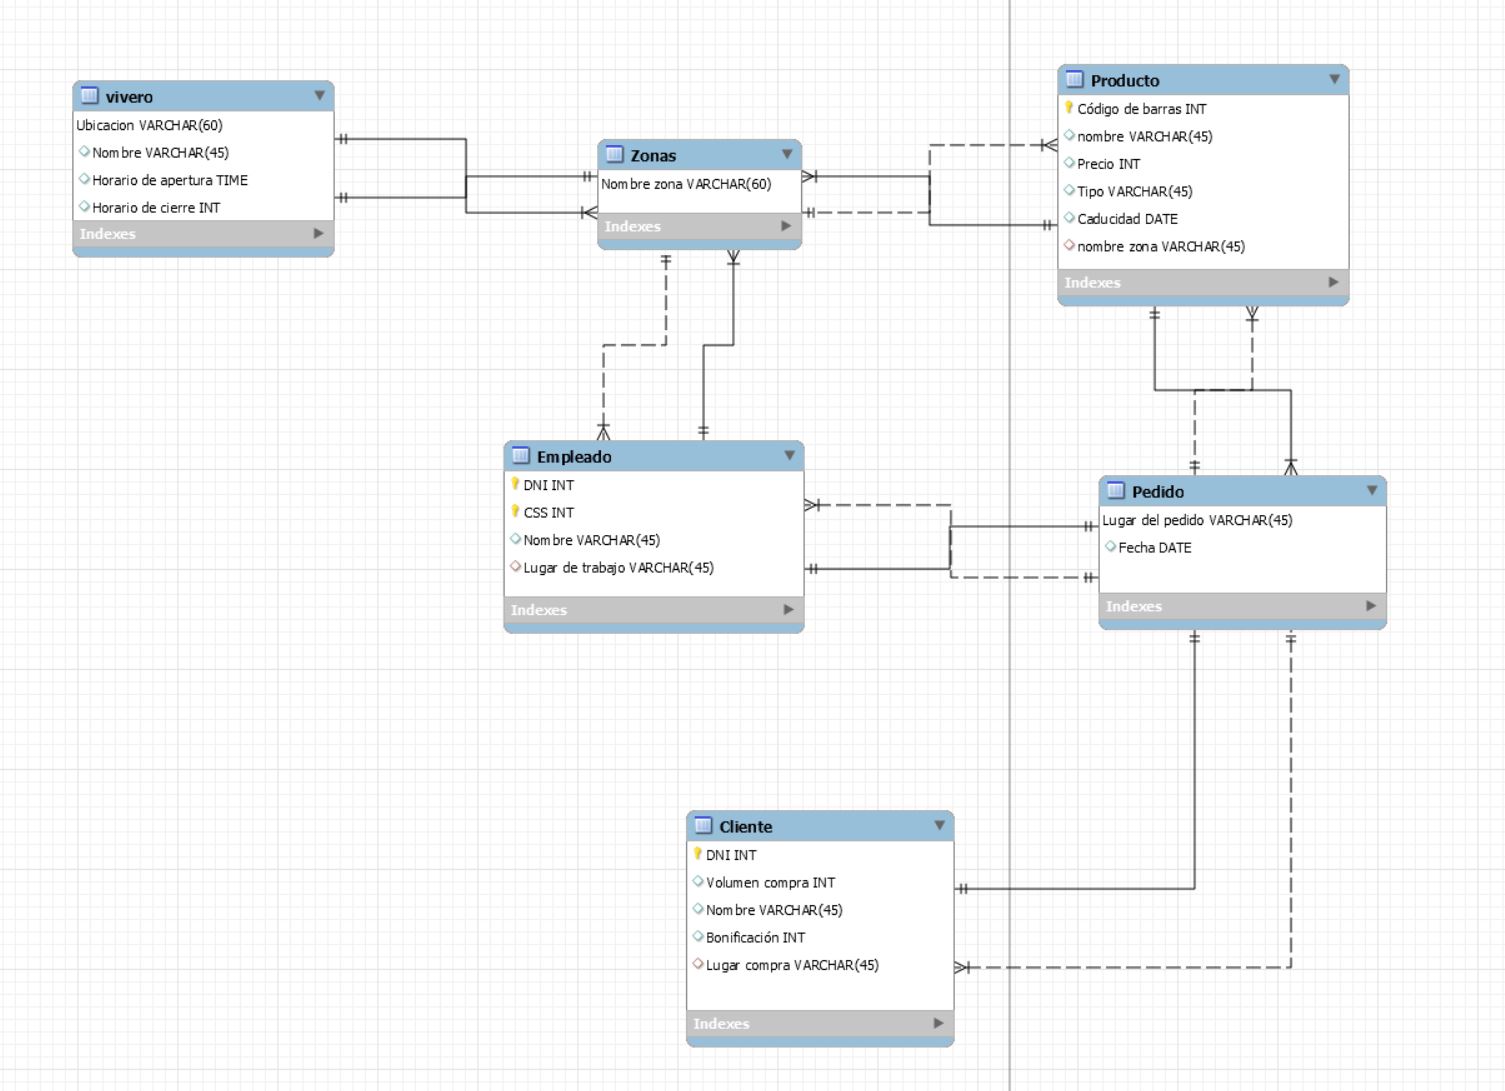 vivero
Ubicacion VARCHAR(60)
Nombre VARCHAR(45)
Horario de apertura TIME
Horario de cierre INT
Indexes
Zonas
Nombre zona VARCHAR(60)
Indexes
Producto
Código de barras INT
nombre VARCHAR(45)
Precio INT
Tipo VARCHAR(45)
Caducidad DATE
nombre zona VARCHAR(45)
Indexes
Empleado
DNI INT
CSS INT
Nombre VARCHAR(45)
Lugar de trabajo VARCHAR(45)
Indexes
Pedido
Lugar del pedido VARCHAR(45)
Fecha DATE
Indexes
Cliente
DNI INT
Volumen compra INT
Nombre VARCHAR(45)
Bonificación INT
Lugar compra VARCHAR(45)
Indexes